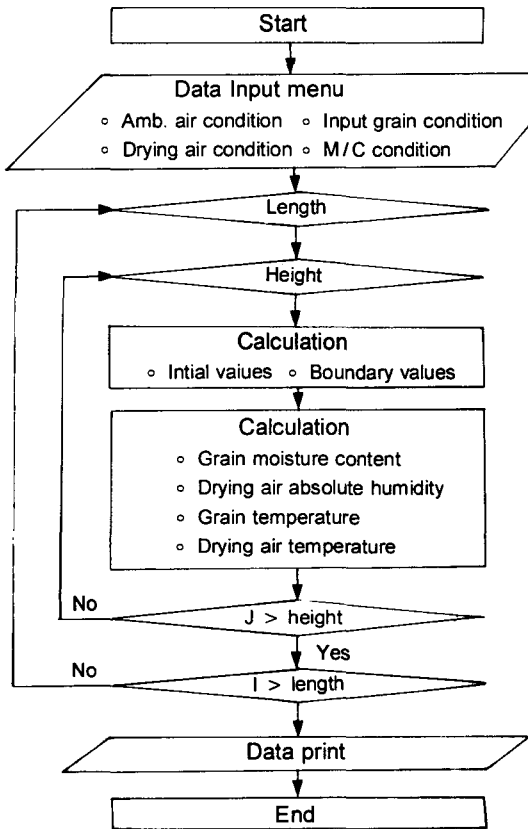 Start
Data Input menu
◦ Amb. air condition ◦ Input grain condition
◦ Drying air condition ◦ M/C condition
Length
Height
Calculation
◦ Intial values ◦ Boundary values
Calculation
◦ Grain moisture content
◦ Drying air absolute humidity
◦ Grain temperature
◦ Drying air temperature
No
J > height
Yes
No
I > length
Data print
End